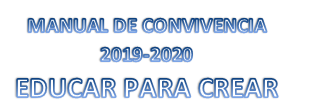 MANUAL DE CONVIVENCIA
2019-2020
EDUCAR PARA CREAR